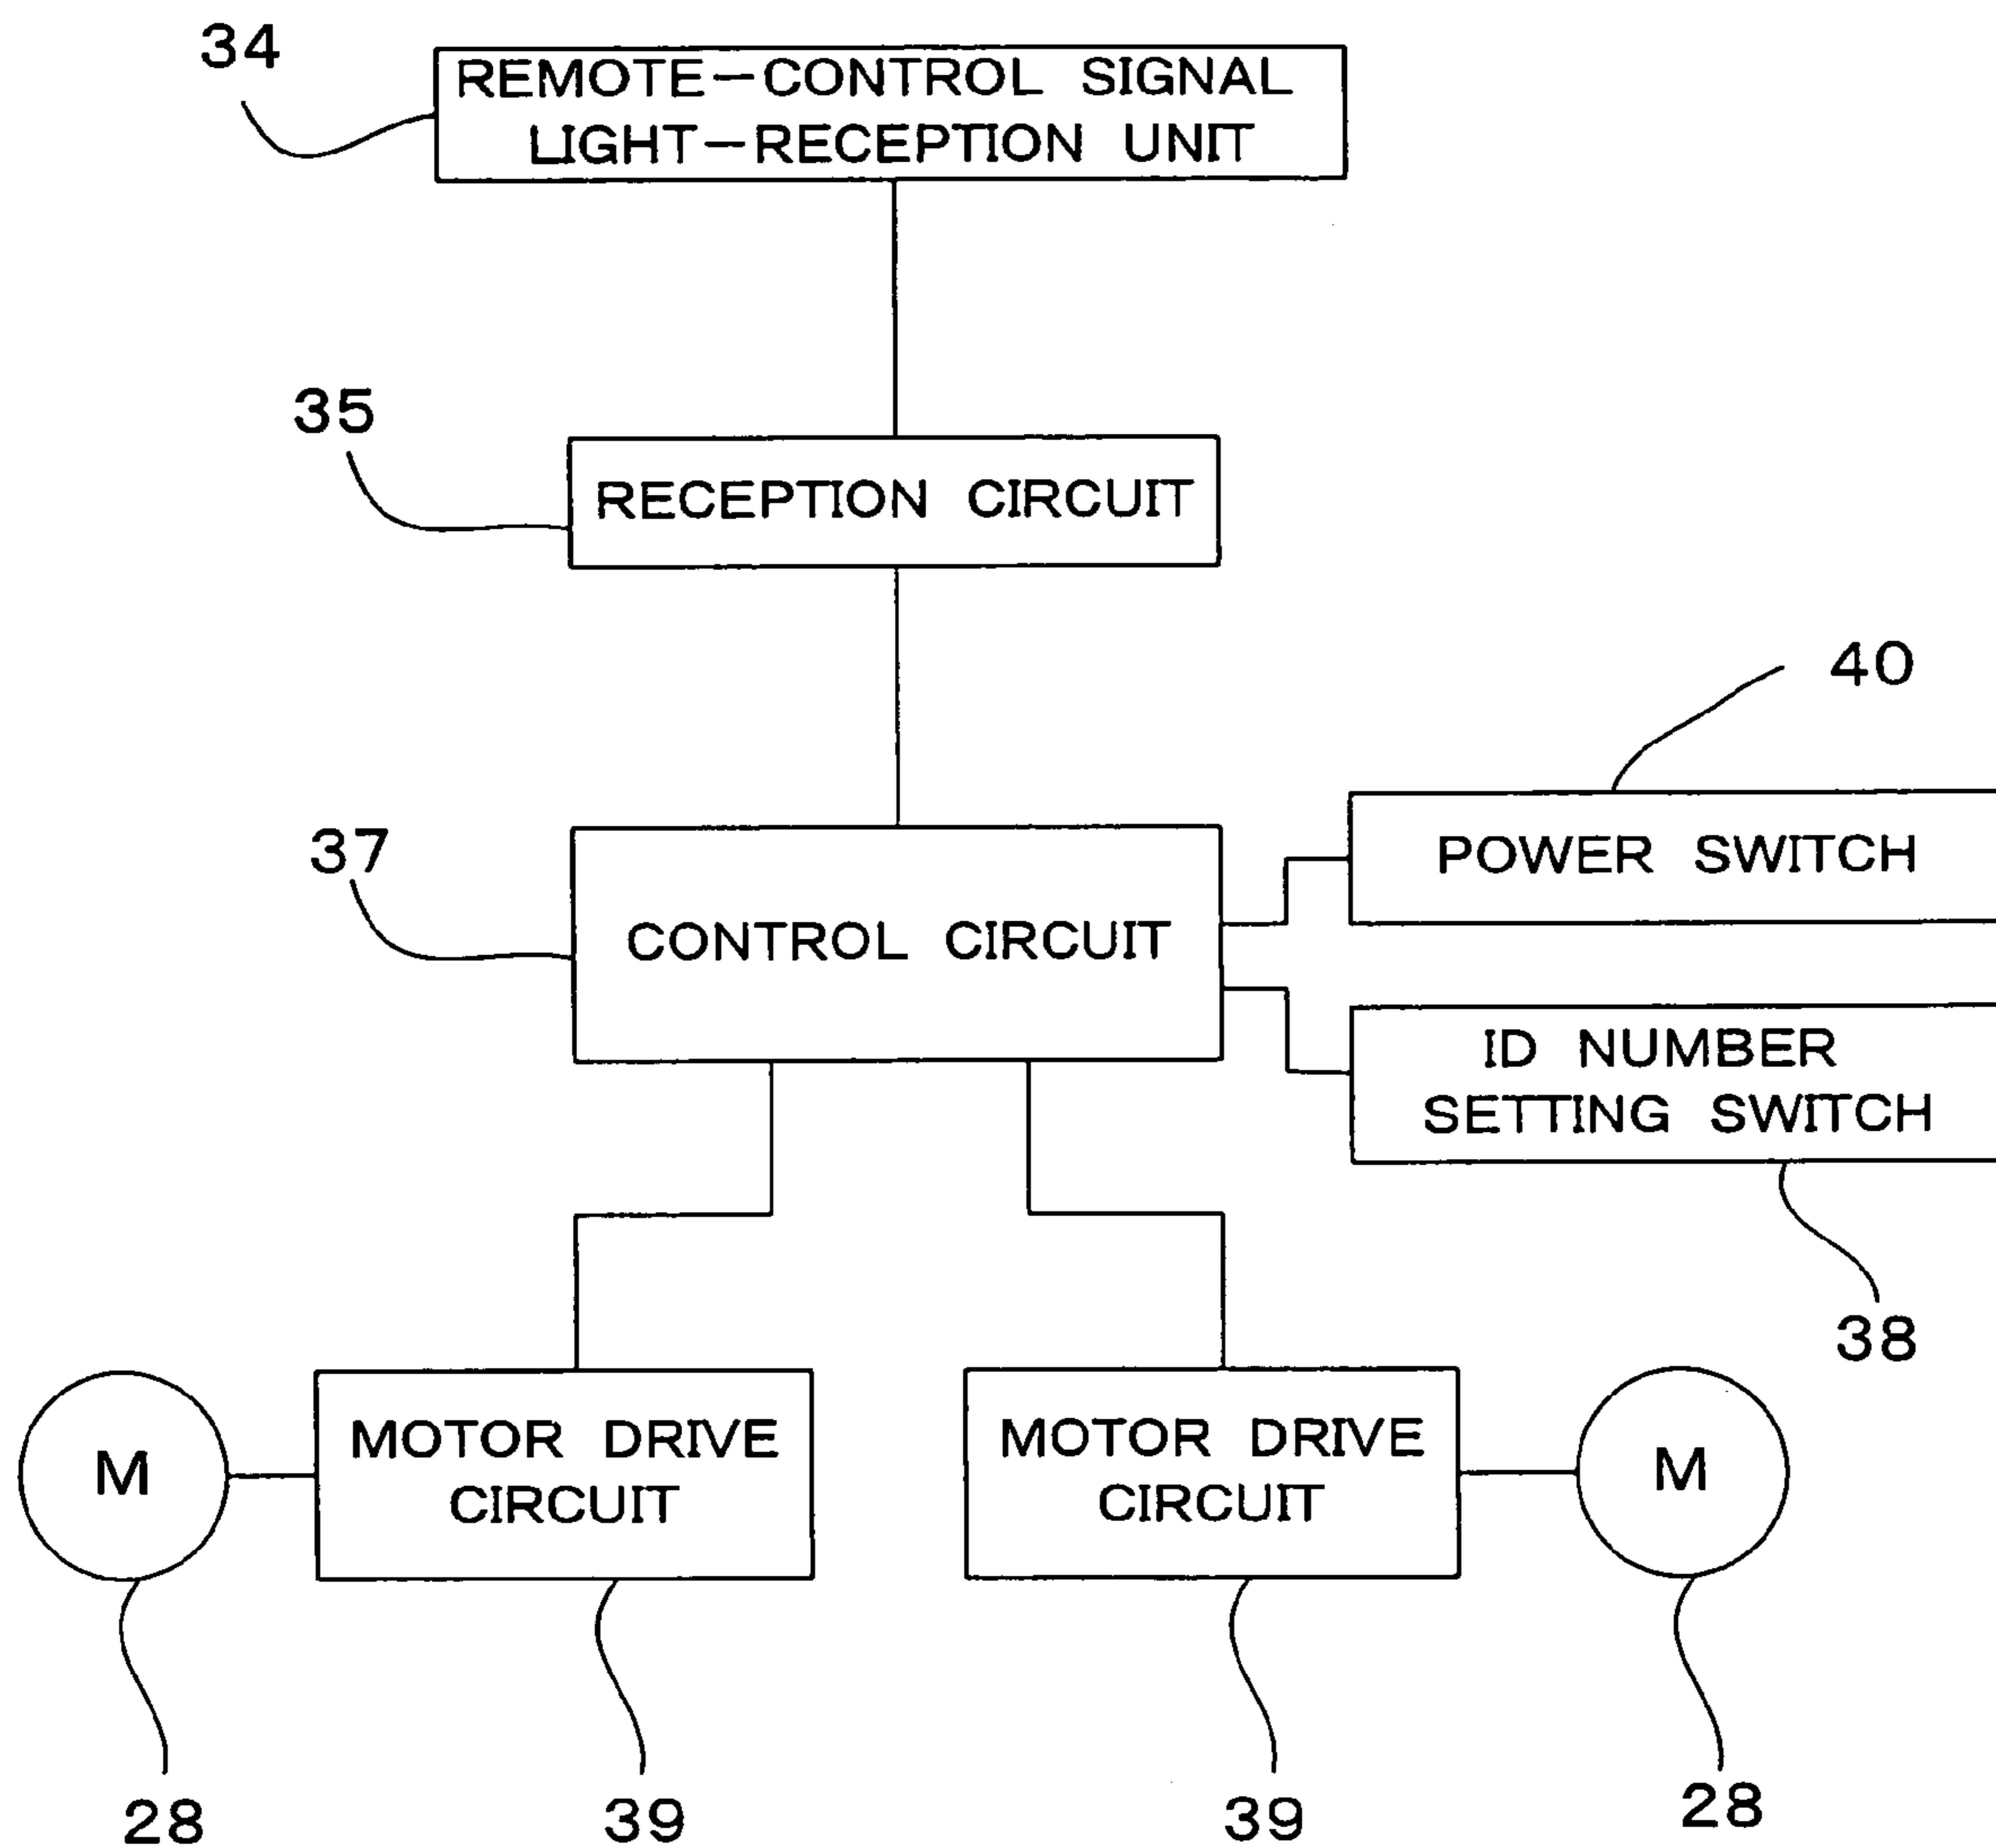 34
REMOTE-CONTROL SIGNAL
LIGHT-RECEPTION UNIT
35
RECEPTION CIRCUIT
40
POWER SWITCH
37
CONTROL CIRCUIT
ID NUMBER
SETTING SWITCH
38
M
MOTOR DRIVE
CIRCUIT
MOTOR DRIVE
CIRCUIT
M
28
39
39
28